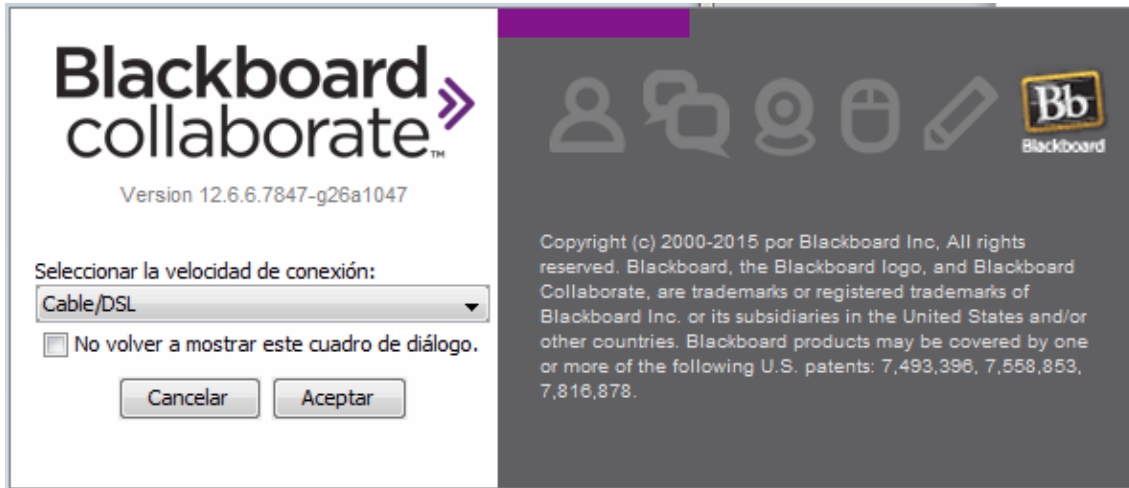 Blackboard
collaborate™
Version 12.6.6.7847-g26a1047
Seleccionar la velocidad de conexión:
Cable/DSL
No volver a mostrar este cuadro de diálogo.
Cancelar Aceptar
Bb
Blackboard
Copyright (c) 2000-2015 por Blackboard Inc, All rights
reserved. Blackboard, the Blackboard logo, and Blackboard
Collaborate, are trademarks or registered trademarks of
Blackboard Inc. or its subsidiaries in the United States and/or
other countries. Blackboard products may be covered by one
or more of the following U.S. patents: 7,493,396, 7,558,853,
7,816,878.